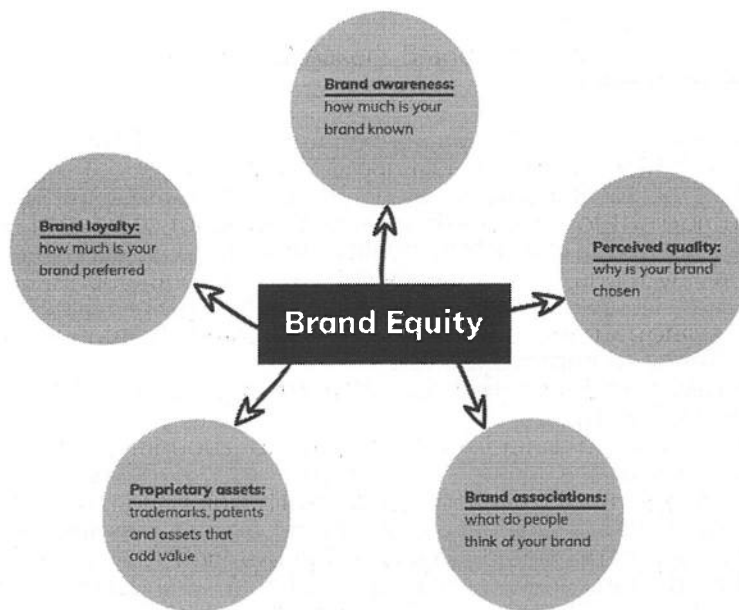 Brand awareness:
how much is your
brand known
Brand loyalty:
how much is your
brand preferred
Perceived quality:
why is your brand
chosen
Brand Equity
Proprietary assets:
trademarks, patents
and assets that
add value
Brand associations:
what do people
think of your brand